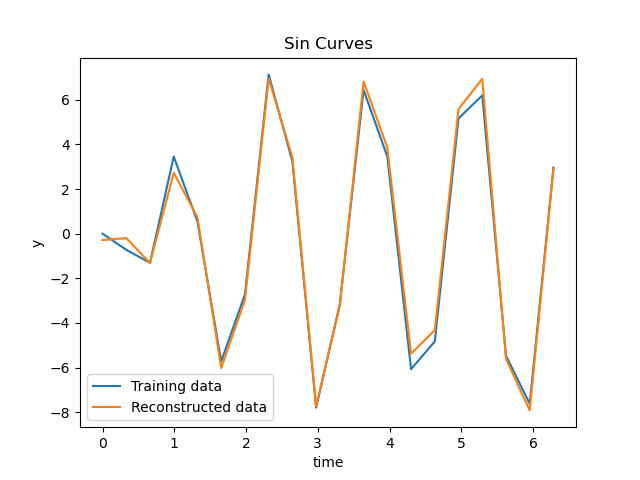 Sin Curves
y
6
4
2
0
−2
−4
−6
−8
Training data
Reconstructed data
0 1 2 3 4 5 6
time